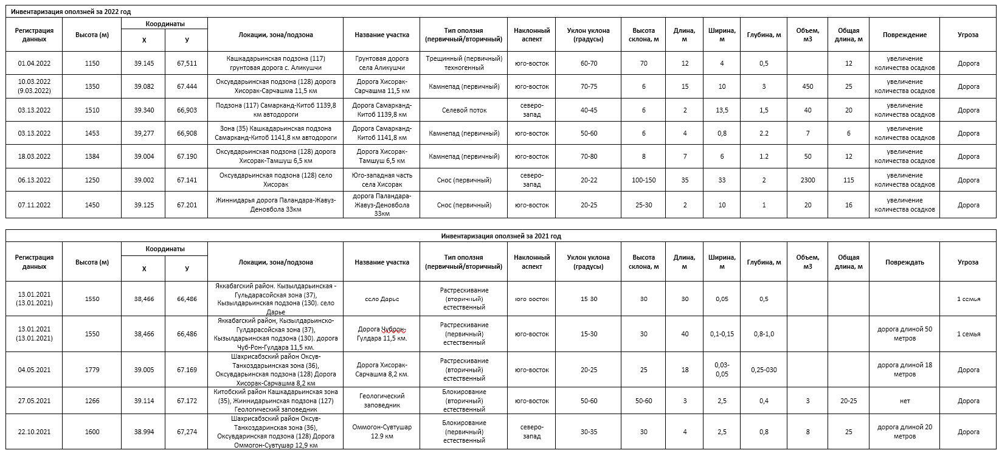 Инвентаризация оползней за 2022 год
Регистрация данных | Высота (м) | Координаты X | Координаты У | Локации, зона/подзона | Название участка | Тип оползня (первичный/вторичный) | Наклонный аспект | Уклон уклона (градусы) | Высота склона, м | Длина, м | Ширина, м | Глубина, м | Объем, м3 | Общая длина, м | Повреждение | Угроза
01.04.2022 | 1150 | 39.145 | 67,511 | Кашкадарьинская подзона (117) грунтовая дорога с. Аликушчи | Грунтовая дорога села Аликушчи | Трещинный (первичный) техногенный | юго-восток | 60-70 | 70 | 12 | 4 | 0,5 | | 12 | увеличение количества осадков | Дорога
10.03.2022 (9.03.2022) | 1350 | 39.082 | 67.444 | Оксувдарьинская подзона (128) дорога Хисорак-Сарчашма 11,5 км | Дорога Хисорак-Сарчашма 11,5 км | Камнепад (первичный) | юго-восток | 70-75 | 6 | 15 | 10 | 3 | 450 | 25 | увеличение количества осадков | Дорога
03.13.2022 | 1510 | 39.340 | 66,903 | Подзона (117) Самарканд-Китоб 1139,8 км автодороги | Дорога Самарканд-Китоб 1139,8 км | Селевой поток | северо-запад | 40-45 | 6 | 2 | 13,5 | 1,5 | 40 | 20 | увеличение количества осадков | Дорога
03.13.2022 | 1453 | 39,277 | 66,908 | Зона (35) Кашкадарьинская подзона Самарканд-Китоб 1141,8 км автодороги | Дорога Самарканд-Китоб 1141,8 км | Камнепад (первичный) | юго-восток | 50-60 | 6 | 4 | 0,8 | 2.2 | 7 | 6 | увеличение количества осадков | Дорога
18.03.2022 | 1384 | 39.004 | 67.190 | Оксувдарьинская подзона (128) дорога Хисорак-Тамшуш 6,5 км | Дорога Хисорак-Тамшуш 6,5 км | Камнепад (первичный) | юго-восток | 70-80 | 8 | 7 | 6 | 1.2 | 50 | 12 | увеличение количества осадков | Дорога
06.13.2022 | 1250 | 39.002 | 67.141 | Оксувдарьинская подзона (128) село Хисорак | Юго-западная часть села Хисорак | Снос (первичный) | северо-запад | 20-22 | 100-150 | 35 | 33 | 2 | 2300 | 115 | увеличение количества осадков | Дорога
07.11.2022 | 1450 | 39.125 | 67.201 | Жиннидарья дорога Паландара-Жавуз-Деновбола 33км | дорога Паландара-Жавуз-Деновбола 33км | Снос (первичный) | юго-восток | 20-25 | 25-30 | 2 | 10 | 1 | 20 | 16 | увеличение количества осадков | Дорога
Инвентаризация оползней за 2021 год
Регистрация данных | Высота (м) | Координаты X | Координаты У | Локации, зона/подзона | Название участка | Тип оползня (первичный/вторичный) | Наклонный аспект | Уклон уклона (градусы) | Высота склона, м | Длина, м | Ширина, м | Глубина, м | Объем, м3 | Общая длина, м | Повреждать | Угроза
13.01.2021 (13.01.2021) | 1550 | 38,466 | 66,486 | Яккабагский район. Кызылдарьинская - Гульдарасойская зона (37), Кызылдарьинская подзона (130). село Дарье | село Дарье | Растрескивание (вторичный) естественный | юго-восток | 15-30 | 30 | 30 | 0,05 | 0,5 | | | | 1 семья
13.01.2021 (13.01.2021) | 1550 | 38,466 | 66,486 | Яккабагский район, Кызылдарьинско-Гулдарасойская зона (37), Кызылдарьинская подзона (130). дорога Чуб-Рон-Гулдара 11,5 км. | Дорога Чуброн-Гулдара 11,5 км. | Растрескивание (первичный) естественный | юго-восток | 15-30 | 30 | 40 | 0,1-0,15 | 0,8-1,0 | | | дорога длиной 50 метров | 1 семья
04.05.2021 | 1779 | 39.005 | 67.169 | Шахрисабзский район Оксув-Танхоздарьинская зона (36), Оксувдарьинская подзона (128) Дорога Хисорак-Сарчашма 8,2 км | Дорога Хисорак-Сарчашма 8,2 км. | Растрескивание (вторичный) естественный | юго-восток | 20-25 | 25 | 18 | 0,03-0,05 | 0,25-030 | | | дорога длиной 18 метров | Дорога
27.05.2021 | 1266 | 39.114 | 67.172 | Китобский район Кашкадарьинская зона (35), Жиннидарьинская подзона (127) Геологический заповедник | Геологический заповедник | Блокирование (вторичный) естественный | юго-восток | 50-60 | 50-60 | 3 | 2,5 | 0,4 | 3 | 20-25 | нет | Дорога
22.10.2021 | 1600 | 38.994 | 67,274 | Шахрисабзский район Оксув-Танхоздаринская зона (36), Оксувдаринская подзона (128) Дорога Оммогон-Сувтушар 12,9 км | Оммогон-Сувтушар 12.9 км | Блокирование (первичный) естественный | северо-запад | 30-35 | 30 | 4 | 2,5 | 0,8 | 8 | 25 | дорога длиной 20 метров | Дорога